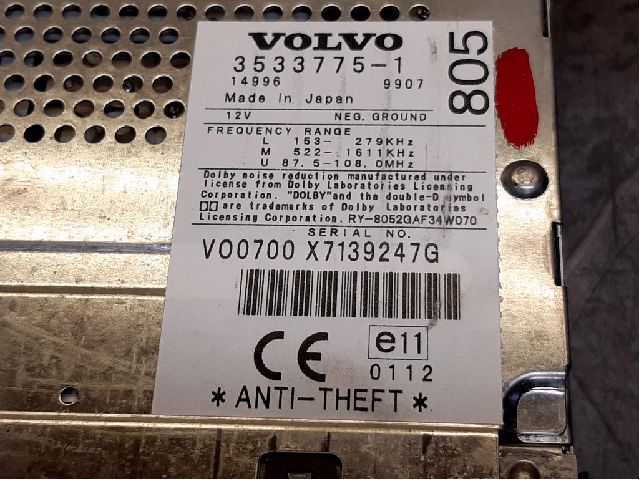 VOLVO
805
3533775-1
14996 9907
Made in Japan
12V NEG. GROUND
FREQUENCY RANGE
L 153- 279KHz
M 522- 1611KHz
U 87.5-108.0MHz
Dolby noise reduction manufactured under
license from Dolby Laboratories Licensing
Corporation. "DOLBY"and the double-D symbol
are trademarks of Dolby Laboratories
Licensing Corporation. RY-8052GAF34W070
SERIAL NO.
VO0700 X7139247G
CE e11
0112
* ANTI-THEFT *